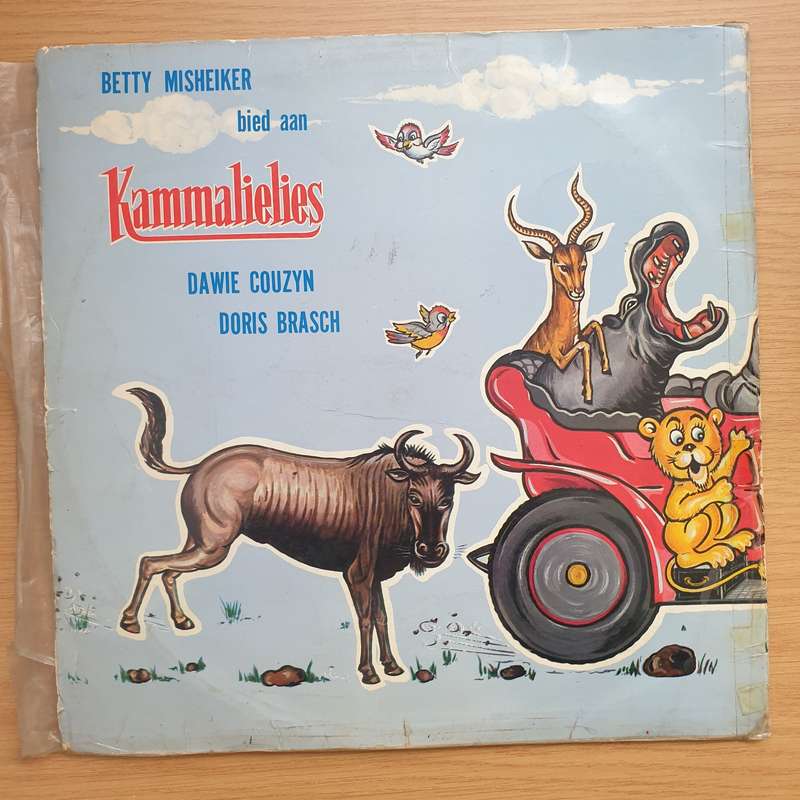 BETTY MISHEIKER
bied aan
Kammalielies
DAWIE COUZYN
DORIS BRASCH